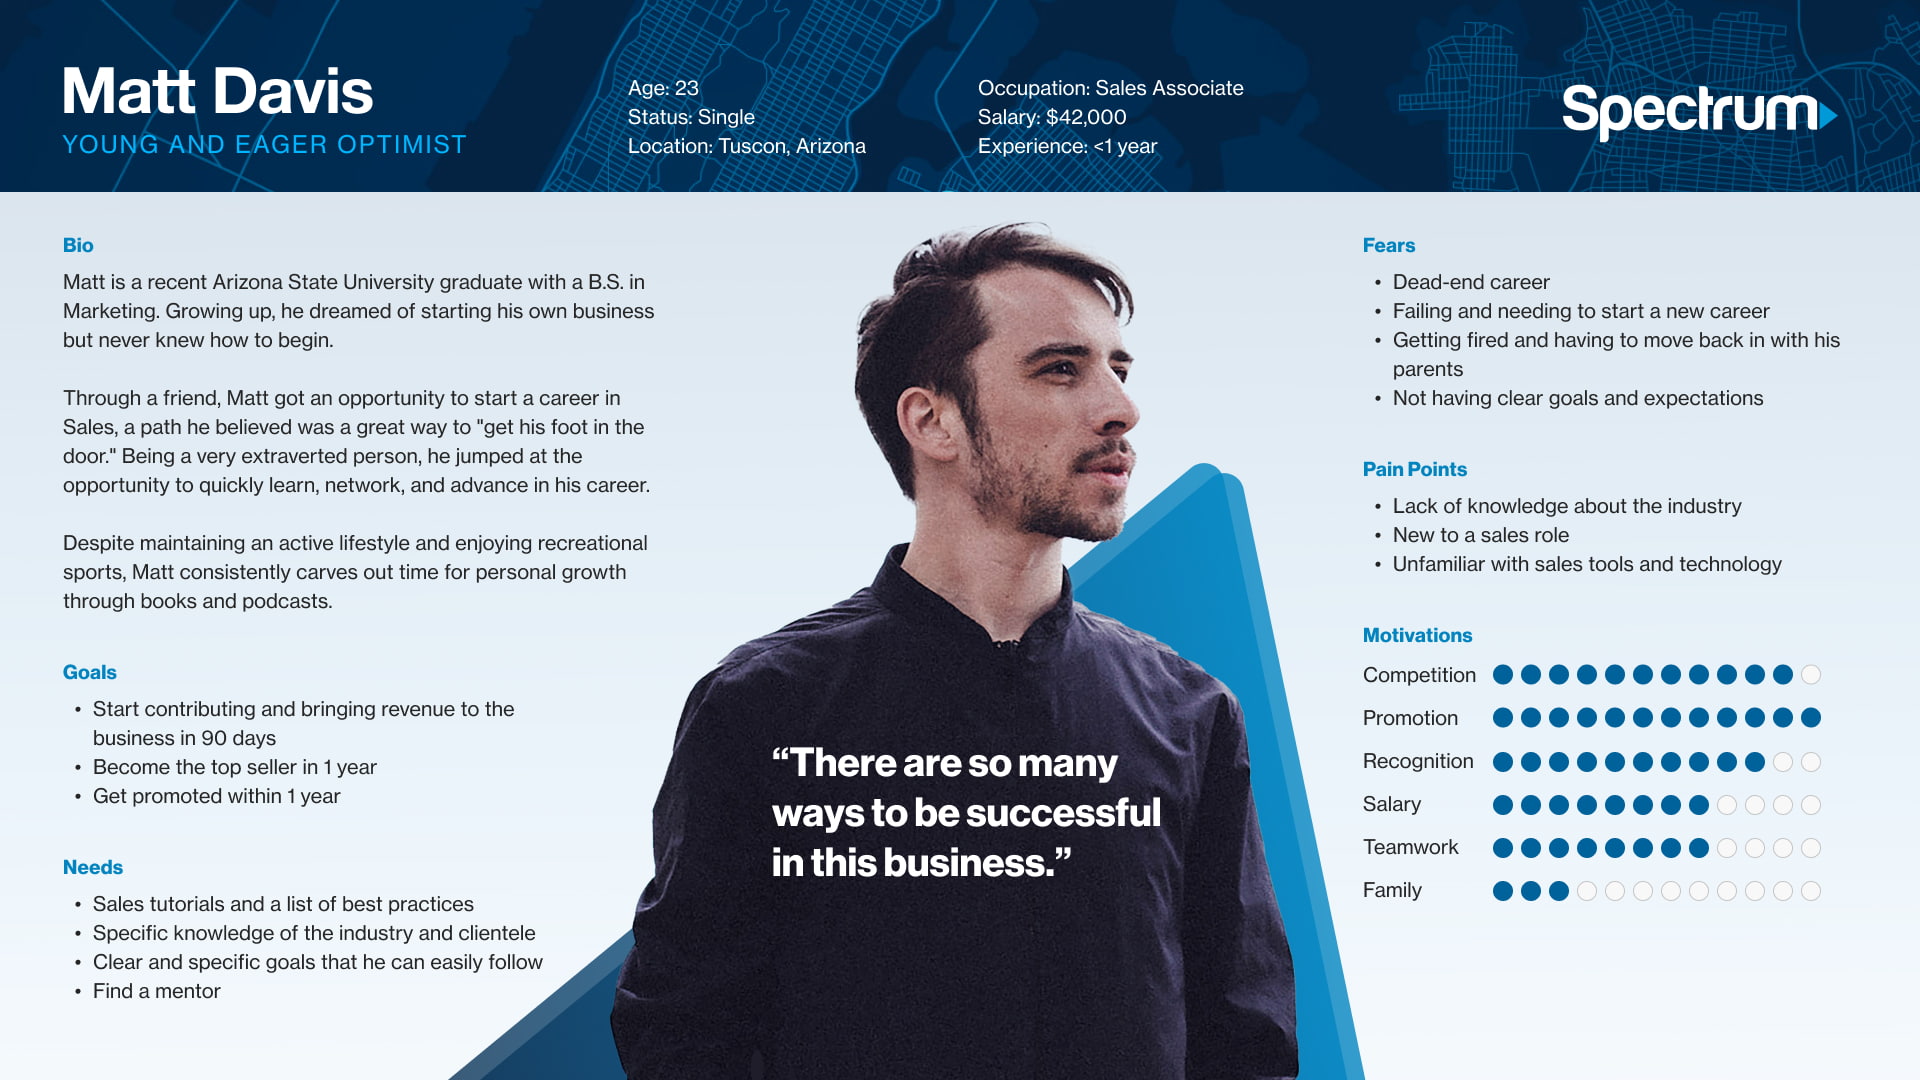 Matt Davis
YOUNG AND EAGER OPTIMIST
Age: 23
Status: Single
Location: Tuscon, Arizona
Occupation: Sales Associate
Salary: $42,000
Experience: <1 year
Spectrum
Bio
Matt is a recent Arizona State University graduate with a B.S. in
Marketing. Growing up, he dreamed of starting his own business
but never knew how to begin.
Through a friend, Matt got an opportunity to start a career in
Sales, a path he believed was a great way to "get his foot in the
door." Being a very extraverted person, he jumped at the
opportunity to quickly learn, network, and advance in his career.
Despite maintaining an active lifestyle and enjoying recreational
sports, Matt consistently carves out time for personal growth
through books and podcasts.
Goals
• Start contributing and bringing revenue to the
business in 90 days
• Become the top seller in 1 year
• Get promoted within 1 year
Needs
• Sales tutorials and a list of best practices
• Specific knowledge of the industry and clientele
• Clear and specific goals that he can easily follow
• Find a mentor
“There are so many
ways to be successful
in this business.”
Fears
• Dead-end career
• Failing and needing to start a new career
• Getting fired and having to move back in with his
parents
• Not having clear goals and expectations
Pain Points
• Lack of knowledge about the industry
• New to a sales role
• Unfamiliar with sales tools and technology
Motivations
Competition
Promotion
Recognition
Salary
Teamwork
Family